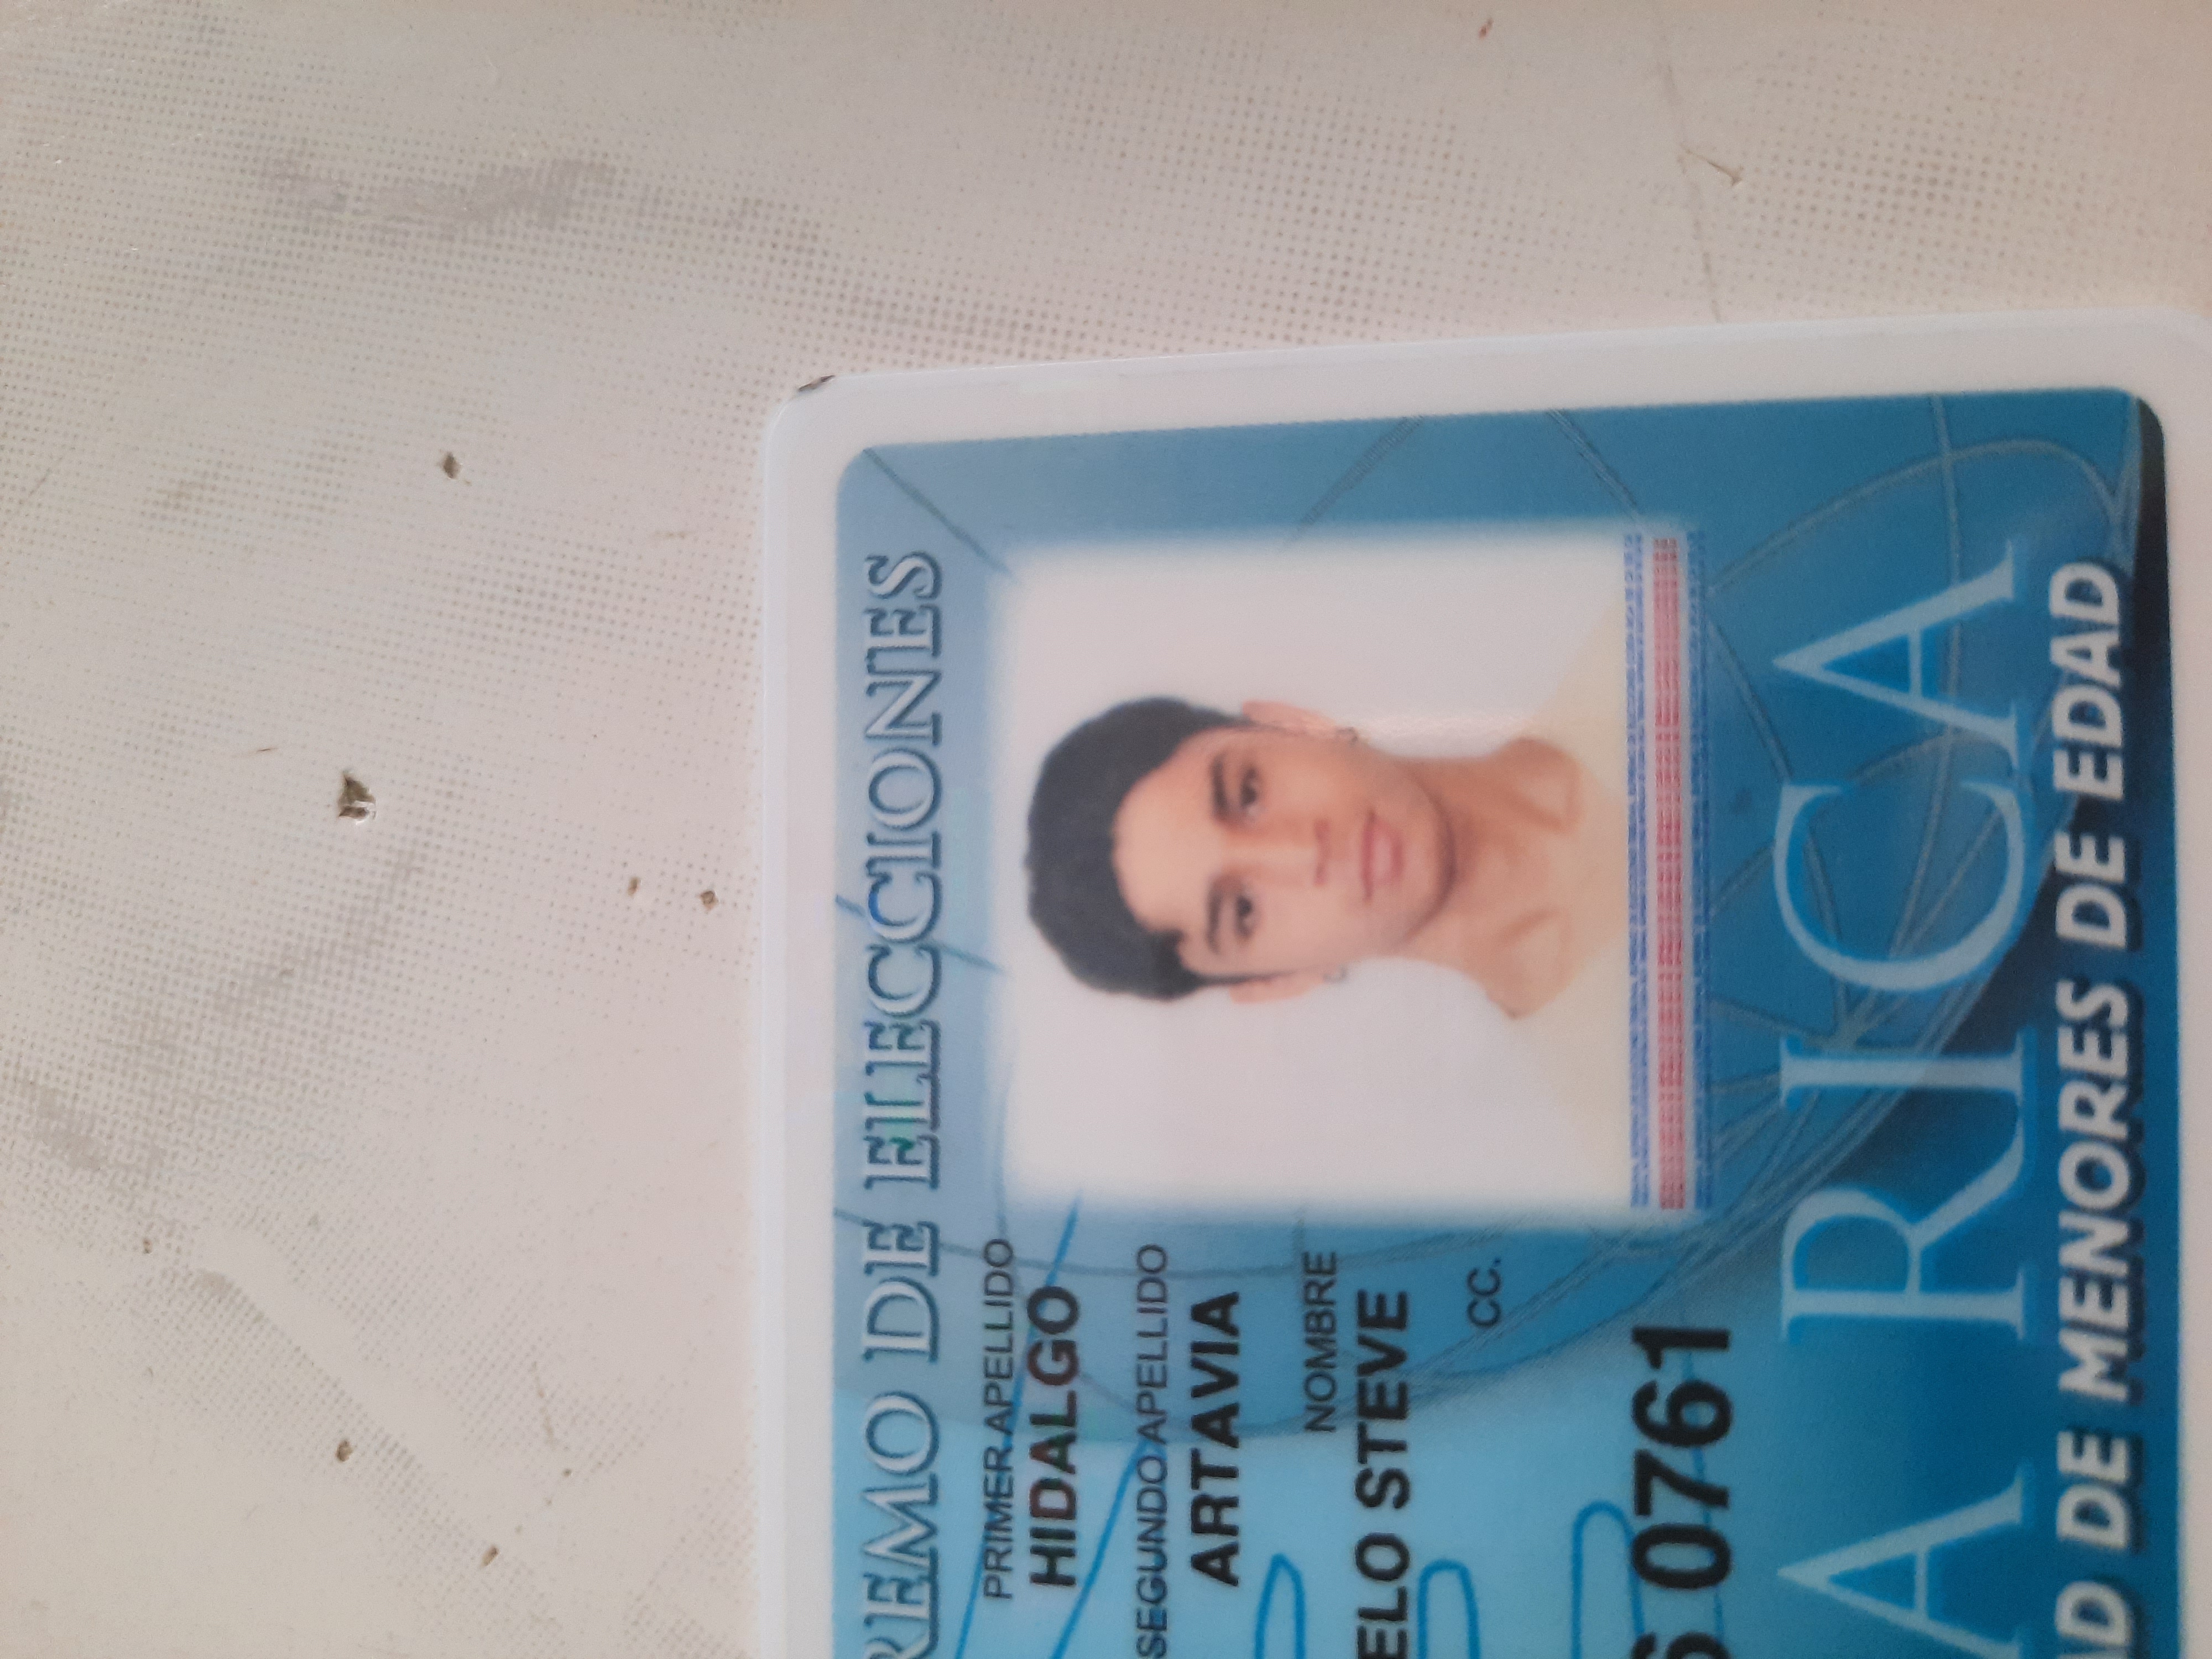 REMO DE ELECCIONES
PRIMER APELLIDO
HIDALGO
SEGUNDO APELLIDO
ARTAVIA
NOMBRE
ELO STEVE
CC.
6 0761
A RICA
AD DE MENORES DE EDAD